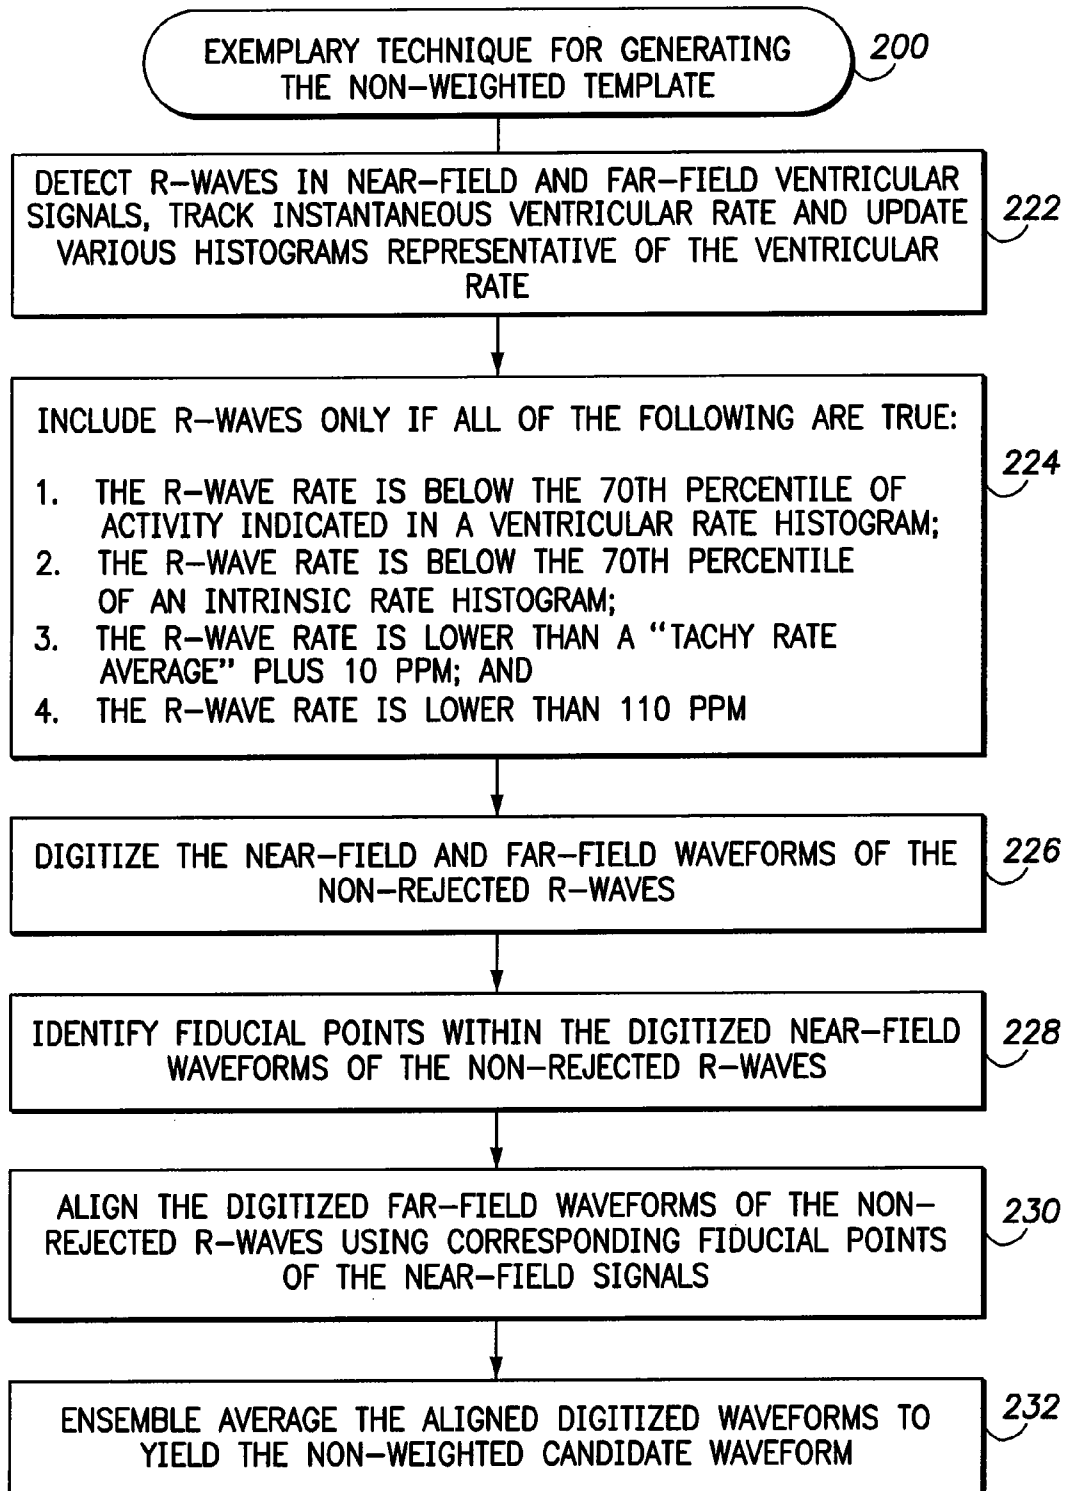 EXEMPLARY TECHNIQUE FOR GENERATING
THE NON-WEIGHTED TEMPLATE
200
DETECT R-WAVES IN NEAR-FIELD AND FAR-FIELD VENTRICULAR
SIGNALS, TRACK INSTANTANEOUS VENTRICULAR RATE AND UPDATE
VARIOUS HISTOGRAMS REPRESENTATIVE OF THE VENTRICULAR
RATE
222
INCLUDE R-WAVES ONLY IF ALL OF THE FOLLOWING ARE TRUE:
1. THE R-WAVE RATE IS BELOW THE 70TH PERCENTILE OF
ACTIVITY INDICATED IN A VENTRICULAR RATE HISTOGRAM;
2. THE R-WAVE RATE IS BELOW THE 70TH PERCENTILE
OF AN INTRINSIC RATE HISTOGRAM;
3. THE R-WAVE RATE IS LOWER THAN A “TACHY RATE
AVERAGE” PLUS 10 PPM; AND
4. THE R-WAVE RATE IS LOWER THAN 110 PPM
224
DIGITIZE THE NEAR-FIELD AND FAR-FIELD WAVEFORMS OF THE
NON-REJECTED R-WAVES
226
IDENTIFY FIDUCIAL POINTS WITHIN THE DIGITIZED NEAR-FIELD
WAVEFORMS OF THE NON-REJECTED R-WAVES
228
ALIGN THE DIGITIZED FAR-FIELD WAVEFORMS OF THE NON-
REJECTED R-WAVES USING CORRESPONDING FIDUCIAL POINTS
OF THE NEAR-FIELD SIGNALS
230
ENSEMBLE AVERAGE THE ALIGNED DIGITIZED WAVEFORMS TO
YIELD THE NON-WEIGHTED CANDIDATE WAVEFORM
232